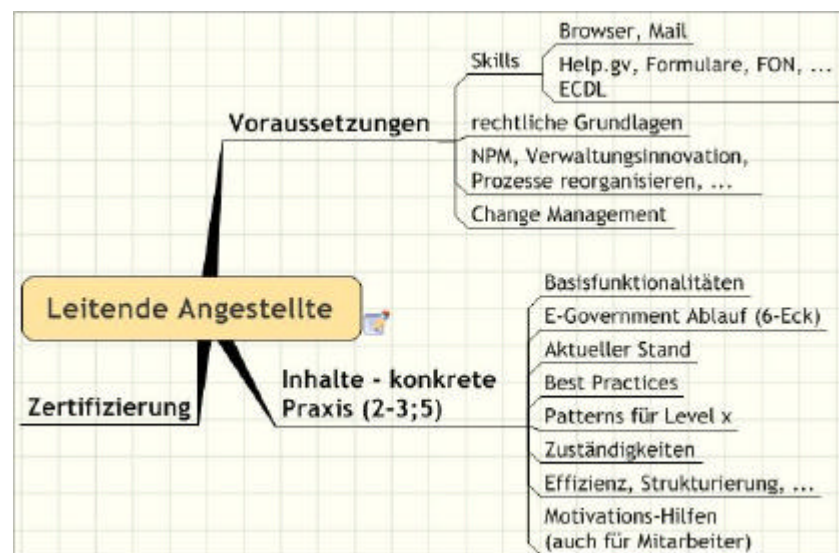 Leitende Angestellte
Voraussetzungen
Skills
Browser, Mail
Help.gv, Formulare, FON, ...
ECDL
rechtliche Grundlagen
NPM, Verwaltungsinnovation,
Prozesse reorganisieren, ...
Change Management
Inhalte - konkrete
Praxis (2-3;5)
Basisfunktionalitäten
E-Government Ablauf (6-Eck)
Aktueller Stand
Best Practices
Patterns für Level x
Zuständigkeiten
Effizienz, Strukturierung, ...
Motivations-Hilfen
(auch für Mitarbeiter)
Zertifizierung